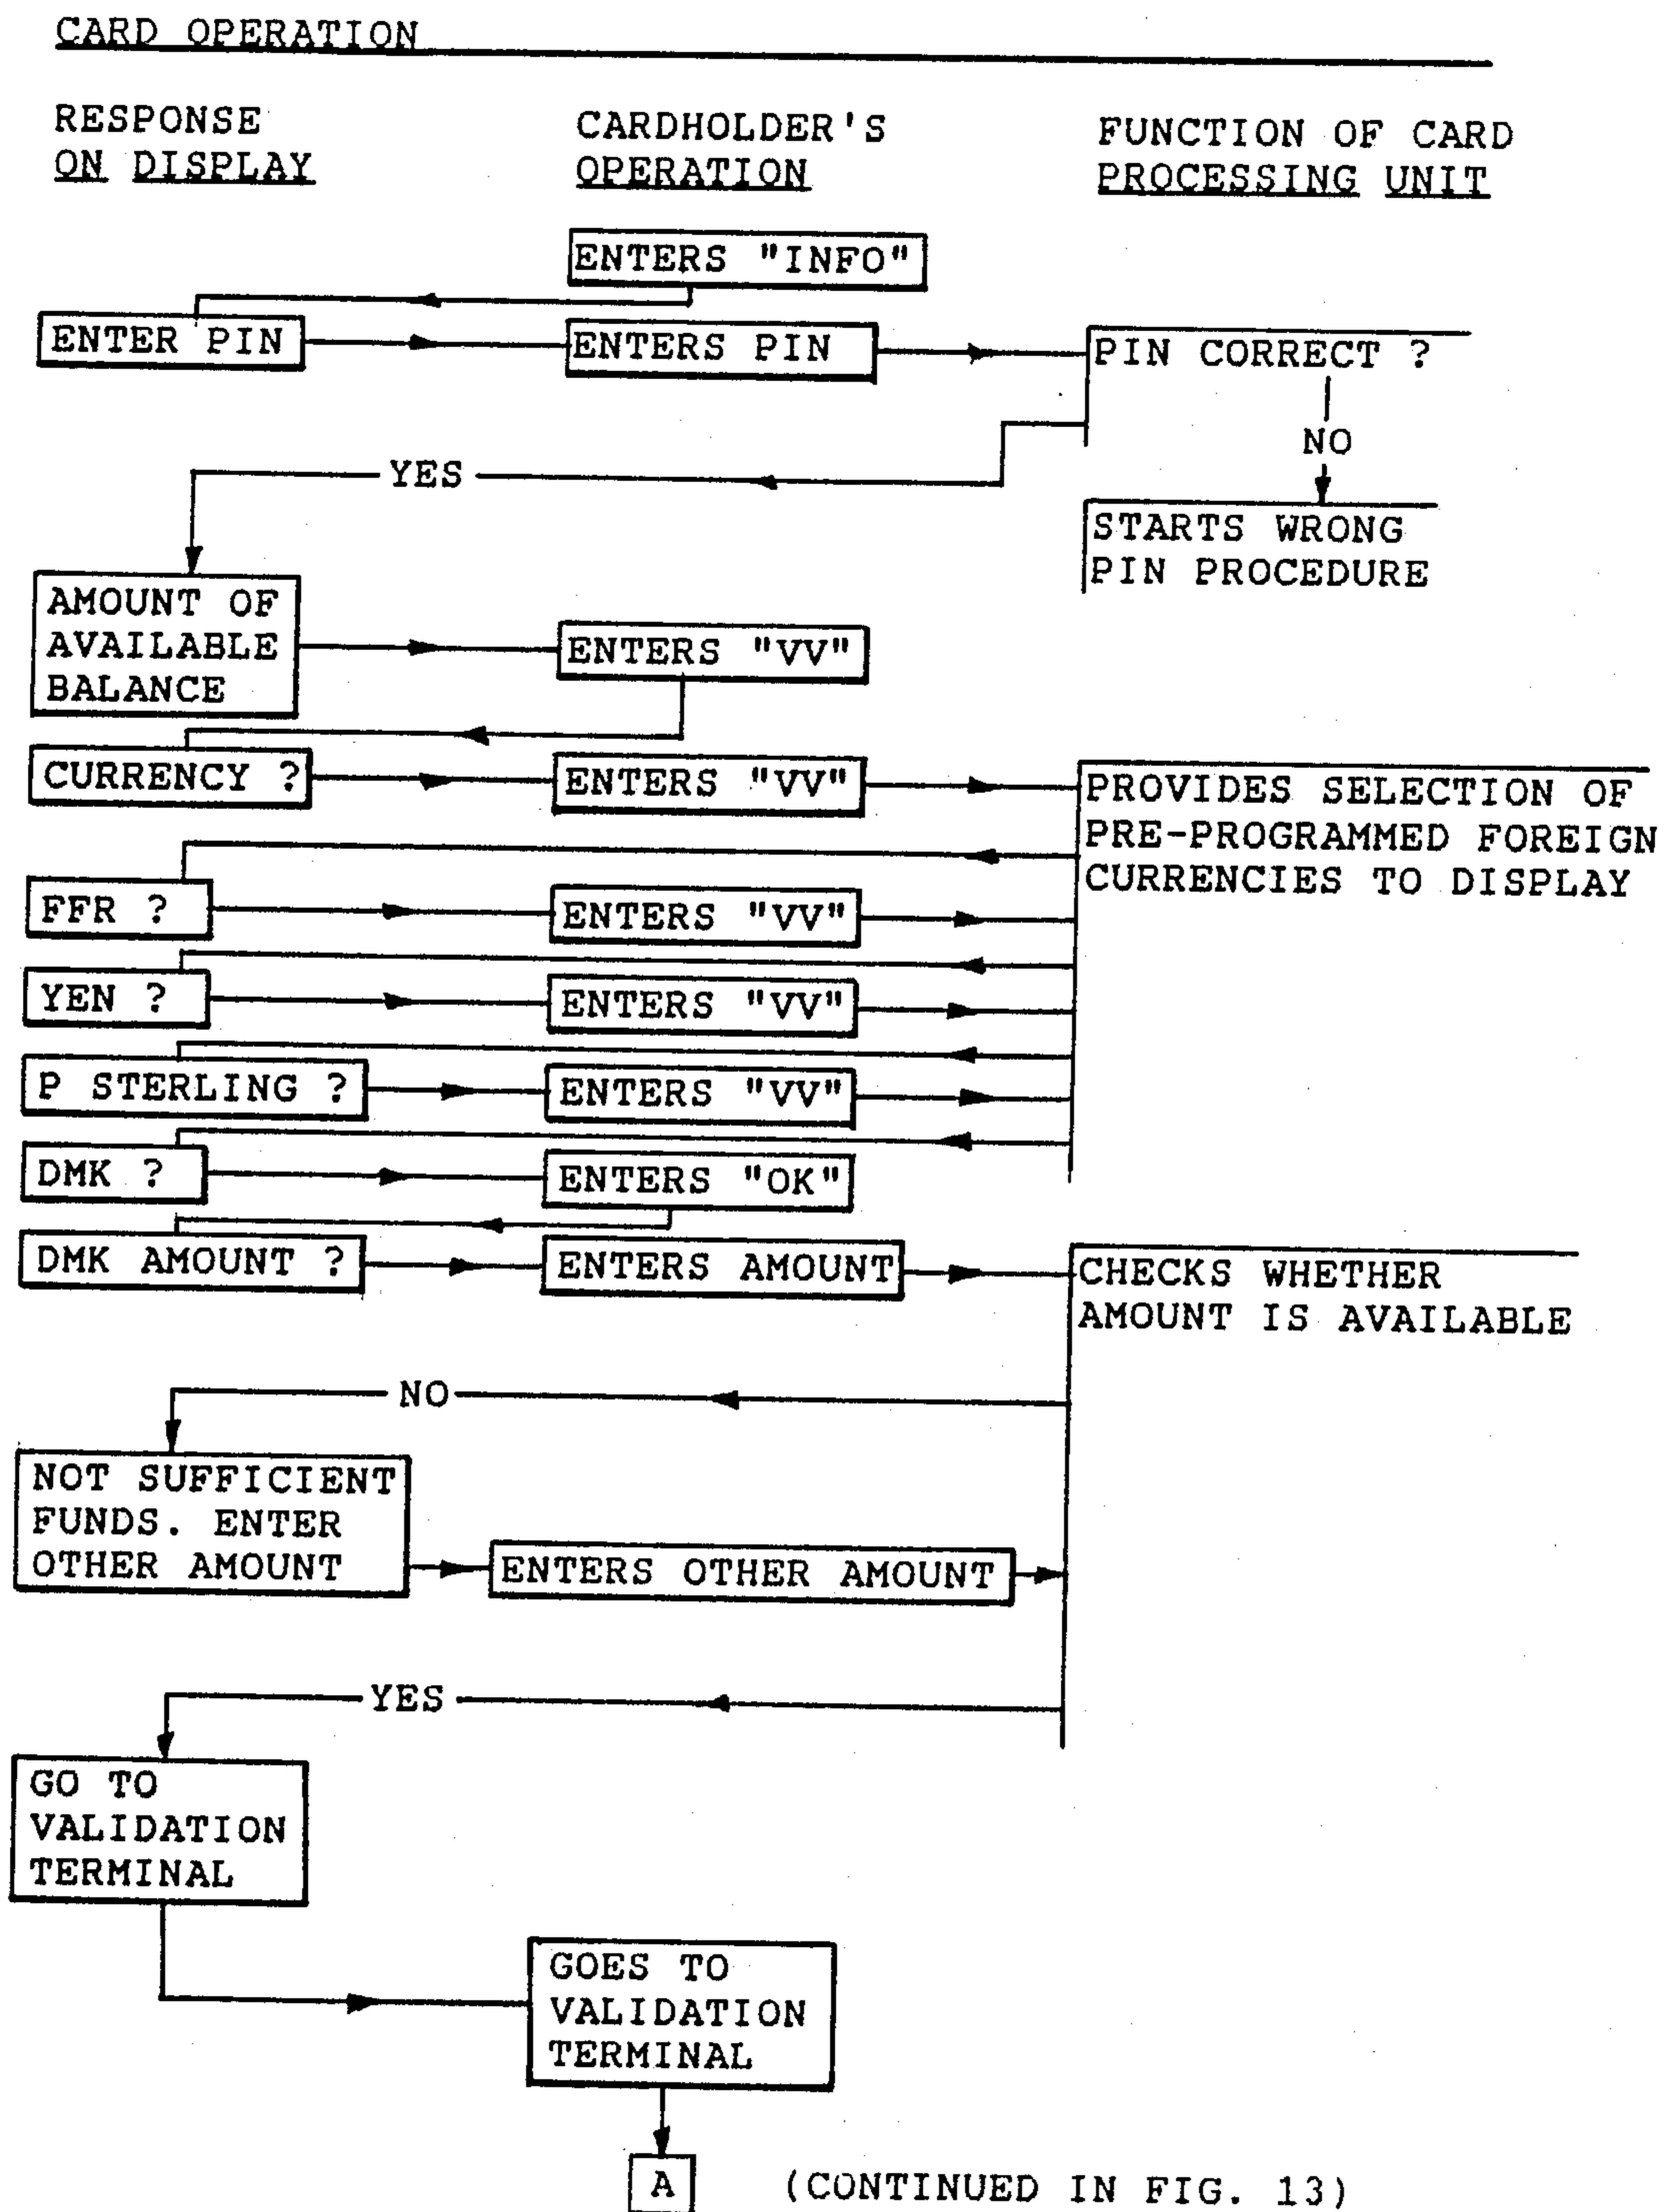 CARD OPERATION
RESPONSE
ON DISPLAY
CARDHOLDER'S
OPERATION
FUNCTION OF CARD
PROCESSING UNIT
ENTERS "INFO"
ENTER PIN
ENTERS PIN
PIN CORRECT ?
NO
YES
STARTS WRONG
PIN PROCEDURE
AMOUNT OF
AVAILABLE
BALANCE
ENTERS "VV"
CURRENCY ?
ENTERS "VV"
PROVIDES SELECTION OF
PRE-PROGRAMMED FOREIGN
CURRENCIES TO DISPLAY
FFR ?
ENTERS "VV"
YEN ?
ENTERS "VV"
P STERLING ?
ENTERS "VV"
DMK ?
ENTERS "OK"
DMK AMOUNT ?
ENTERS AMOUNT
CHECKS WHETHER
AMOUNT IS AVAILABLE
NO
NOT SUFFICIENT
FUNDS. ENTER
OTHER AMOUNT
ENTERS OTHER AMOUNT
YES
GO TO
VALIDATION
TERMINAL
GOES TO
VALIDATION
TERMINAL
A
(CONTINUED IN FIG. 13)